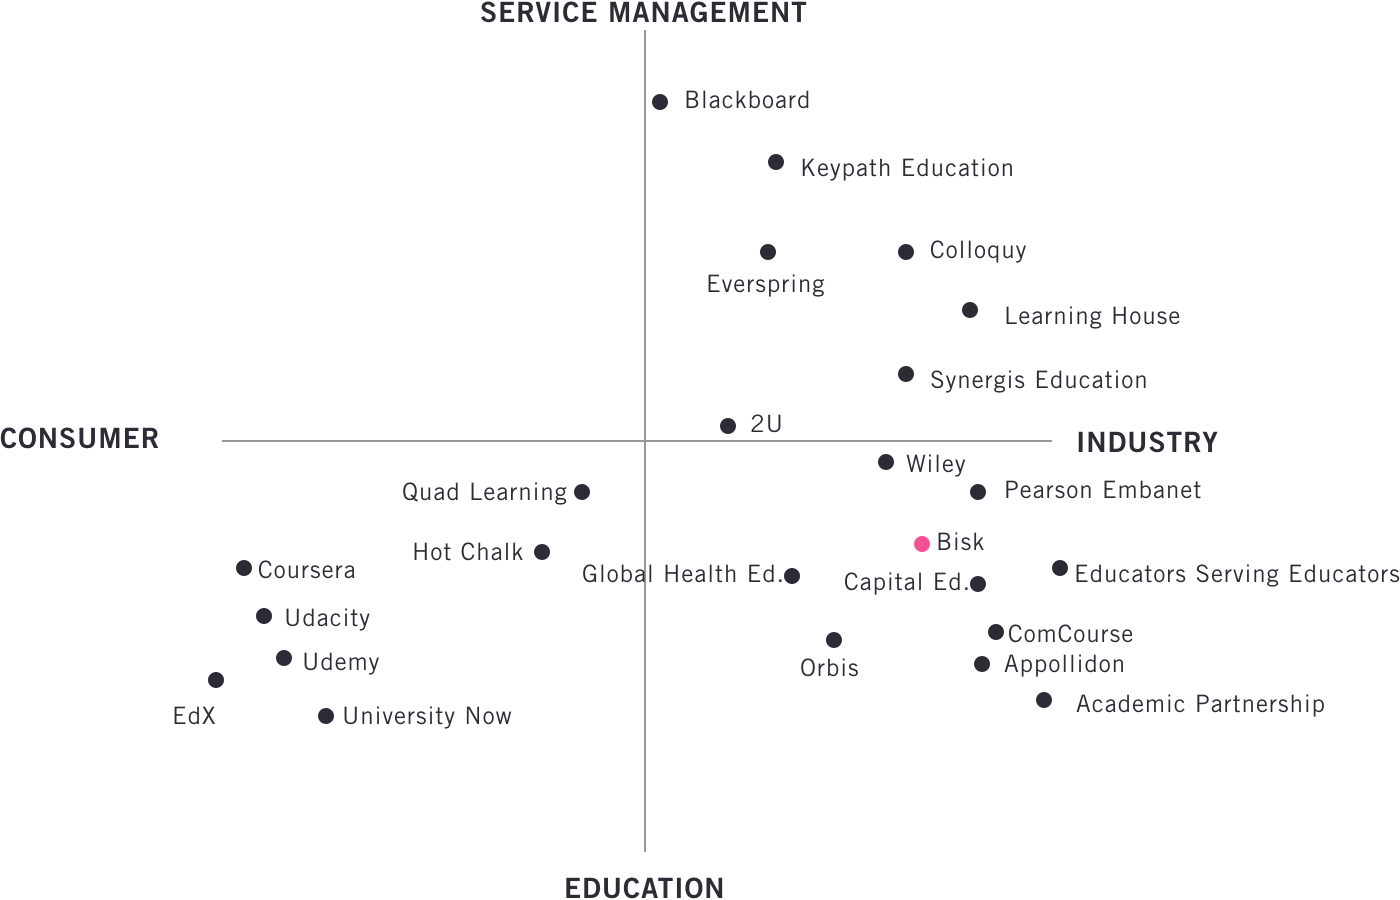 SERVICE MANAGEMENT
Blackboard
Keypath Education
Colloquy
Everspring
Learning House
Synergis Education
2U
CONSUMER
INDUSTRY
Wiley
Quad Learning
Pearson Embanet
Bisk
Hot Chalk
Coursera
Global Health Ed.
Capital Ed.
Educators Serving Educators
Udacity
ComCourse
Udemy
Orbis
Appollidon
Academic Partnership
EdX
University Now
EDUCATION